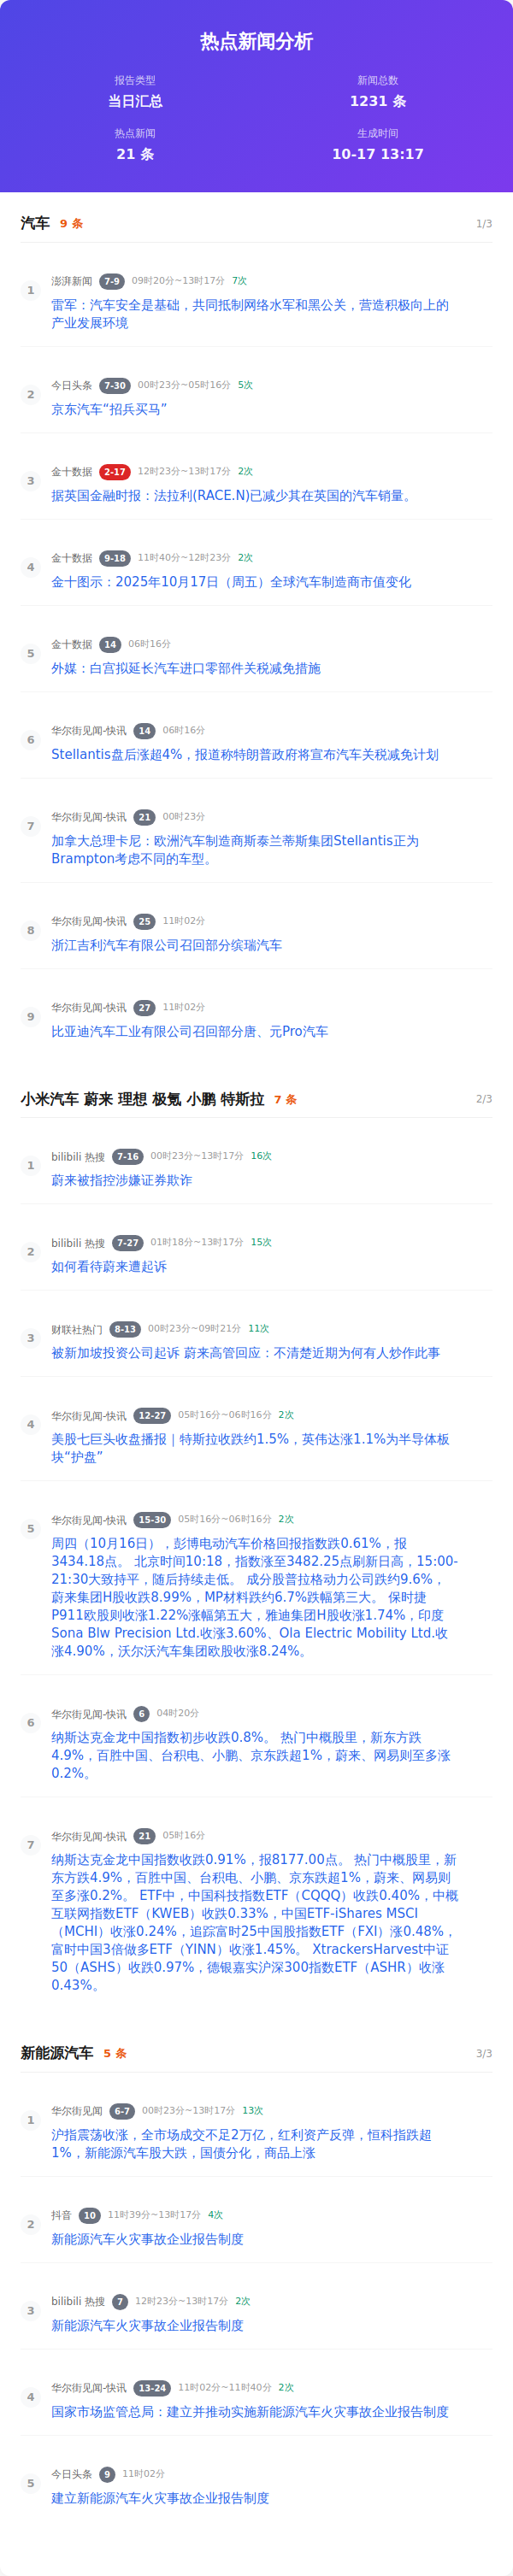 热点新闻分析
报告类型
当日汇总
新闻总数
1231 条
热点新闻
21 条
生成时间
10-17 13:17
汽车 9 条 1/3
1
澎湃新闻 7-9 09时20分~13时17分 7次
雷军：汽车安全是基础，共同抵制网络水军和黑公关，营造积极向上的
产业发展环境
2
今日头条 7-30 00时23分~05时16分 5次
京东汽车“招兵买马”
3
金十数据 2-17 12时23分~13时17分 2次
据英国金融时报：法拉利(RACE.N)已减少其在英国的汽车销量。
4
金十数据 9-18 11时40分~12时23分 2次
金十图示：2025年10月17日（周五）全球汽车制造商市值变化
5
金十数据 14 06时16分
外媒：白宫拟延长汽车进口零部件关税减免措施
6
华尔街见闻-快讯 14 06时16分
Stellantis盘后涨超4%，报道称特朗普政府将宣布汽车关税减免计划
7
华尔街见闻-快讯 21 00时23分
加拿大总理卡尼：欧洲汽车制造商斯泰兰蒂斯集团Stellantis正为
Brampton考虑不同的车型。
8
华尔街见闻-快讯 25 11时02分
浙江吉利汽车有限公司召回部分缤瑞汽车
9
华尔街见闻-快讯 27 11时02分
比亚迪汽车工业有限公司召回部分唐、元Pro汽车
小米汽车 蔚来 理想 极氪 小鹏 特斯拉 7 条 2/3
1
bilibili 热搜 7-16 00时23分~13时17分 16次
蔚来被指控涉嫌证券欺诈
2
bilibili 热搜 7-27 01时18分~13时17分 15次
如何看待蔚来遭起诉
3
财联社热门 8-13 00时23分~09时21分 11次
被新加坡投资公司起诉 蔚来高管回应：不清楚近期为何有人炒作此事
4
华尔街见闻-快讯 12-27 05时16分~06时16分 2次
美股七巨头收盘播报｜特斯拉收跌约1.5%，英伟达涨1.1%为半导体板
块“护盘”
5
华尔街见闻-快讯 15-30 05时16分~06时16分 2次
周四（10月16日），彭博电动汽车价格回报指数跌0.61%，报
3434.18点。 北京时间10:18，指数涨至3482.25点刷新日高，15:00-
21:30大致持平，随后持续走低。 成分股普拉格动力公司跌约9.6%，
蔚来集团H股收跌8.99%，MP材料跌约6.7%跌幅第三大。 保时捷
P911欧股则收涨1.22%涨幅第五大，雅迪集团H股收涨1.74%，印度
Sona Blw Precision Ltd.收涨3.60%、Ola Electric Mobility Ltd.收
涨4.90%，沃尔沃汽车集团欧股收涨8.24%。
6
华尔街见闻-快讯 6 04时20分
纳斯达克金龙中国指数初步收跌0.8%。 热门中概股里，新东方跌
4.9%，百胜中国、台积电、小鹏、京东跌超1%，蔚来、网易则至多涨
0.2%。
7
华尔街见闻-快讯 21 05时16分
纳斯达克金龙中国指数收跌0.91%，报8177.00点。 热门中概股里，新
东方跌4.9%，百胜中国、台积电、小鹏、京东跌超1%，蔚来、网易则
至多涨0.2%。 ETF中，中国科技指数ETF（CQQQ）收跌0.40%，中概
互联网指数ETF（KWEB）收跌0.33%，中国ETF-iShares MSCI
（MCHI）收涨0.24%，追踪富时25中国股指数ETF（FXI）涨0.48%，
富时中国3倍做多ETF（YINN）收涨1.45%。 XtrackersHarvest中证
50（ASHS）收跌0.97%，德银嘉实沪深300指数ETF（ASHR）收涨
0.43%。
新能源汽车 5 条 3/3
1
华尔街见闻 6-7 00时23分~13时17分 13次
沪指震荡收涨，全市场成交不足2万亿，红利资产反弹，恒科指跌超
1%，新能源汽车股大跌，国债分化，商品上涨
2
抖音 10 11时39分~13时17分 4次
新能源汽车火灾事故企业报告制度
3
bilibili 热搜 7 12时23分~13时17分 2次
新能源汽车火灾事故企业报告制度
4
华尔街见闻-快讯 13-24 11时02分~11时40分 2次
国家市场监管总局：建立并推动实施新能源汽车火灾事故企业报告制度
5
今日头条 9 11时02分
建立新能源汽车火灾事故企业报告制度